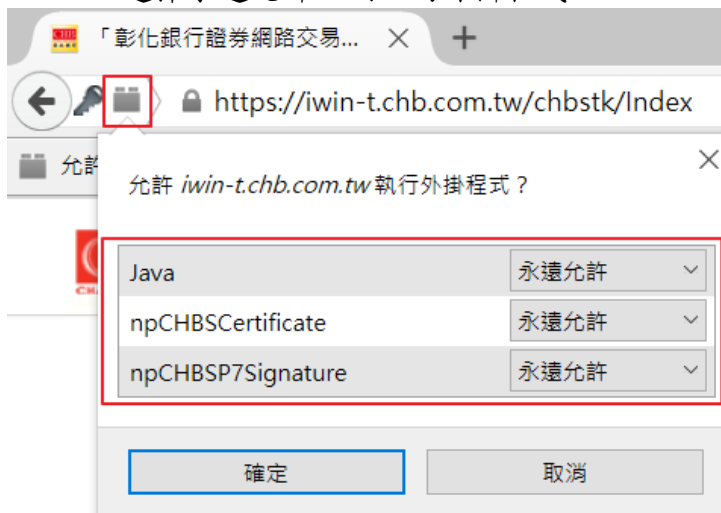 「彰化銀行證券網路交易...
https://iwin-t.chb.com.tw/chbstk/Index
允許
允許 iwin-t.chb.com.tw 執行外掛程式？
Java 永遠允許
npCHBSCertificate 永遠允許
npCHBSP7Signature 永遠允許
確定 取消